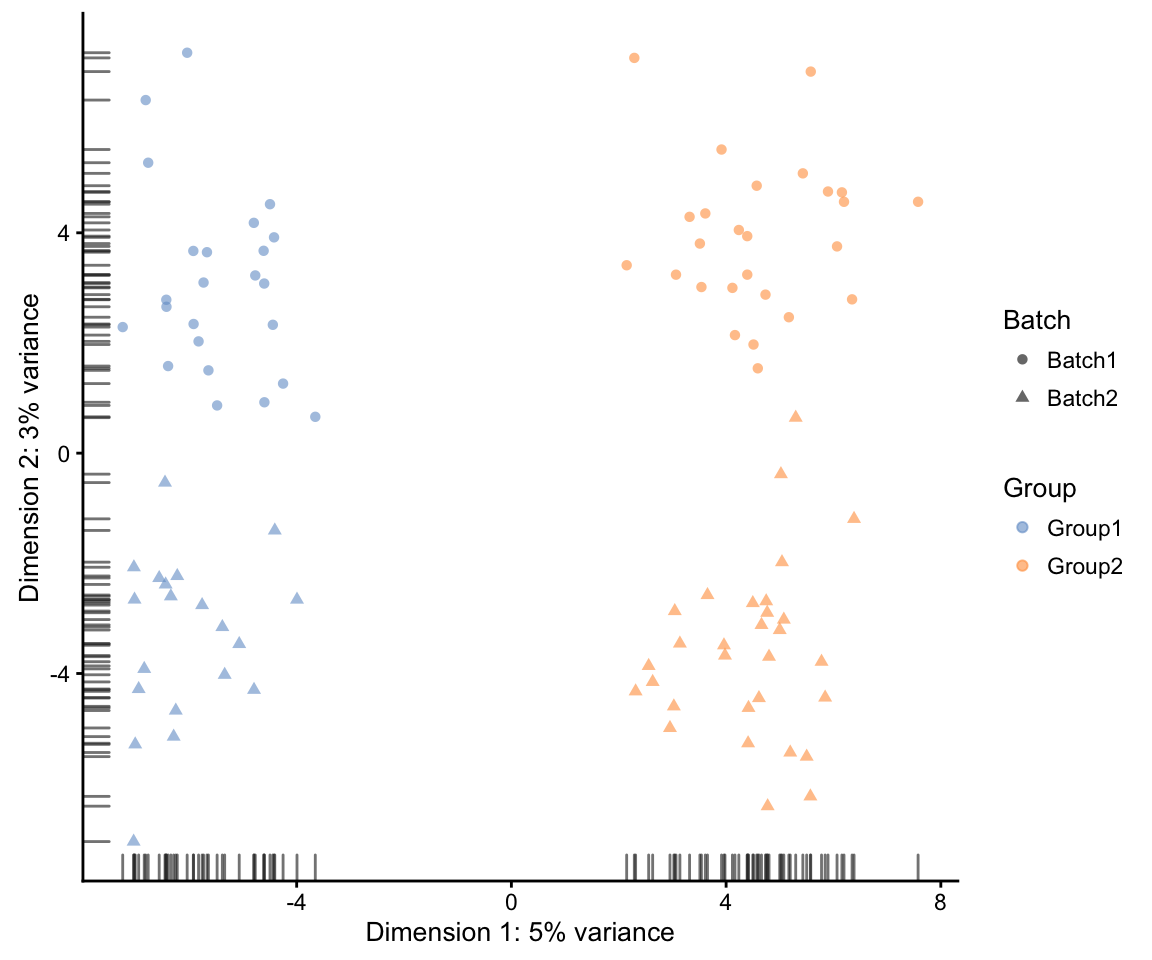 Dimension 2: 3% variance
4
0
-4
-4
0
4
8
Dimension 1: 5% variance
Batch
Batch1
Batch2
Group
Group1
Group2